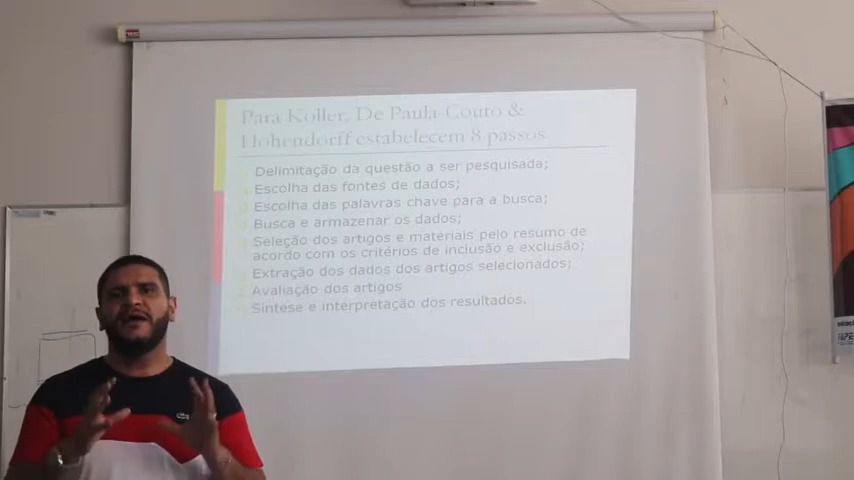 Para Koller, De Paula-Couto &
Hohendorff estabelecem 8 passos
Delimitação da questão a ser pesquisada;
Escolha das fontes de dados;
Escolha das palavras chave para a busca;
Busca e armazenar os dados;
Seleção dos artigos e materiais pelo resumo de
acordo com os critérios de inclusão e exclusão;
Extração dos dados dos artigos selecionados;
Avaliação dos artigos
Síntese e interpretação dos resultados.